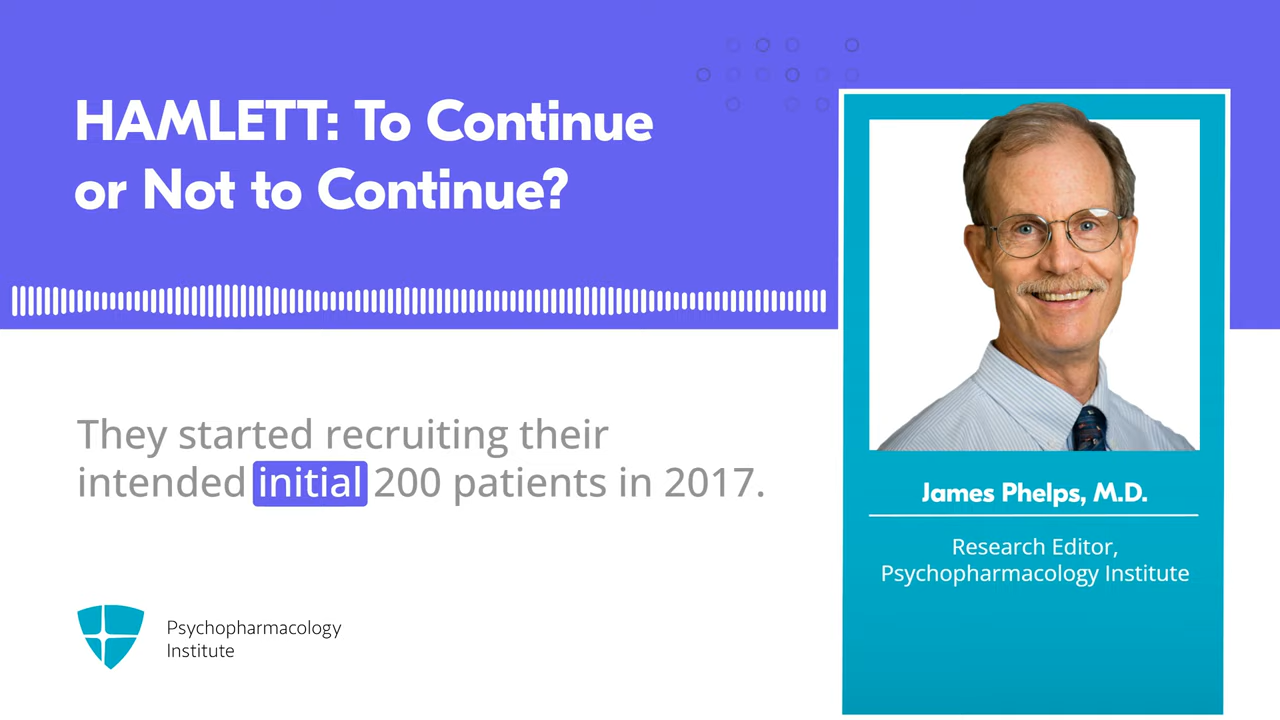 HAMLETT: To Continue
or Not to Continue?
They started recruiting their
intended initial 200 patients in 2017.
Psychopharmacology
Institute
James Phelps, M.D.
Research Editor,
Psychopharmacology Institute